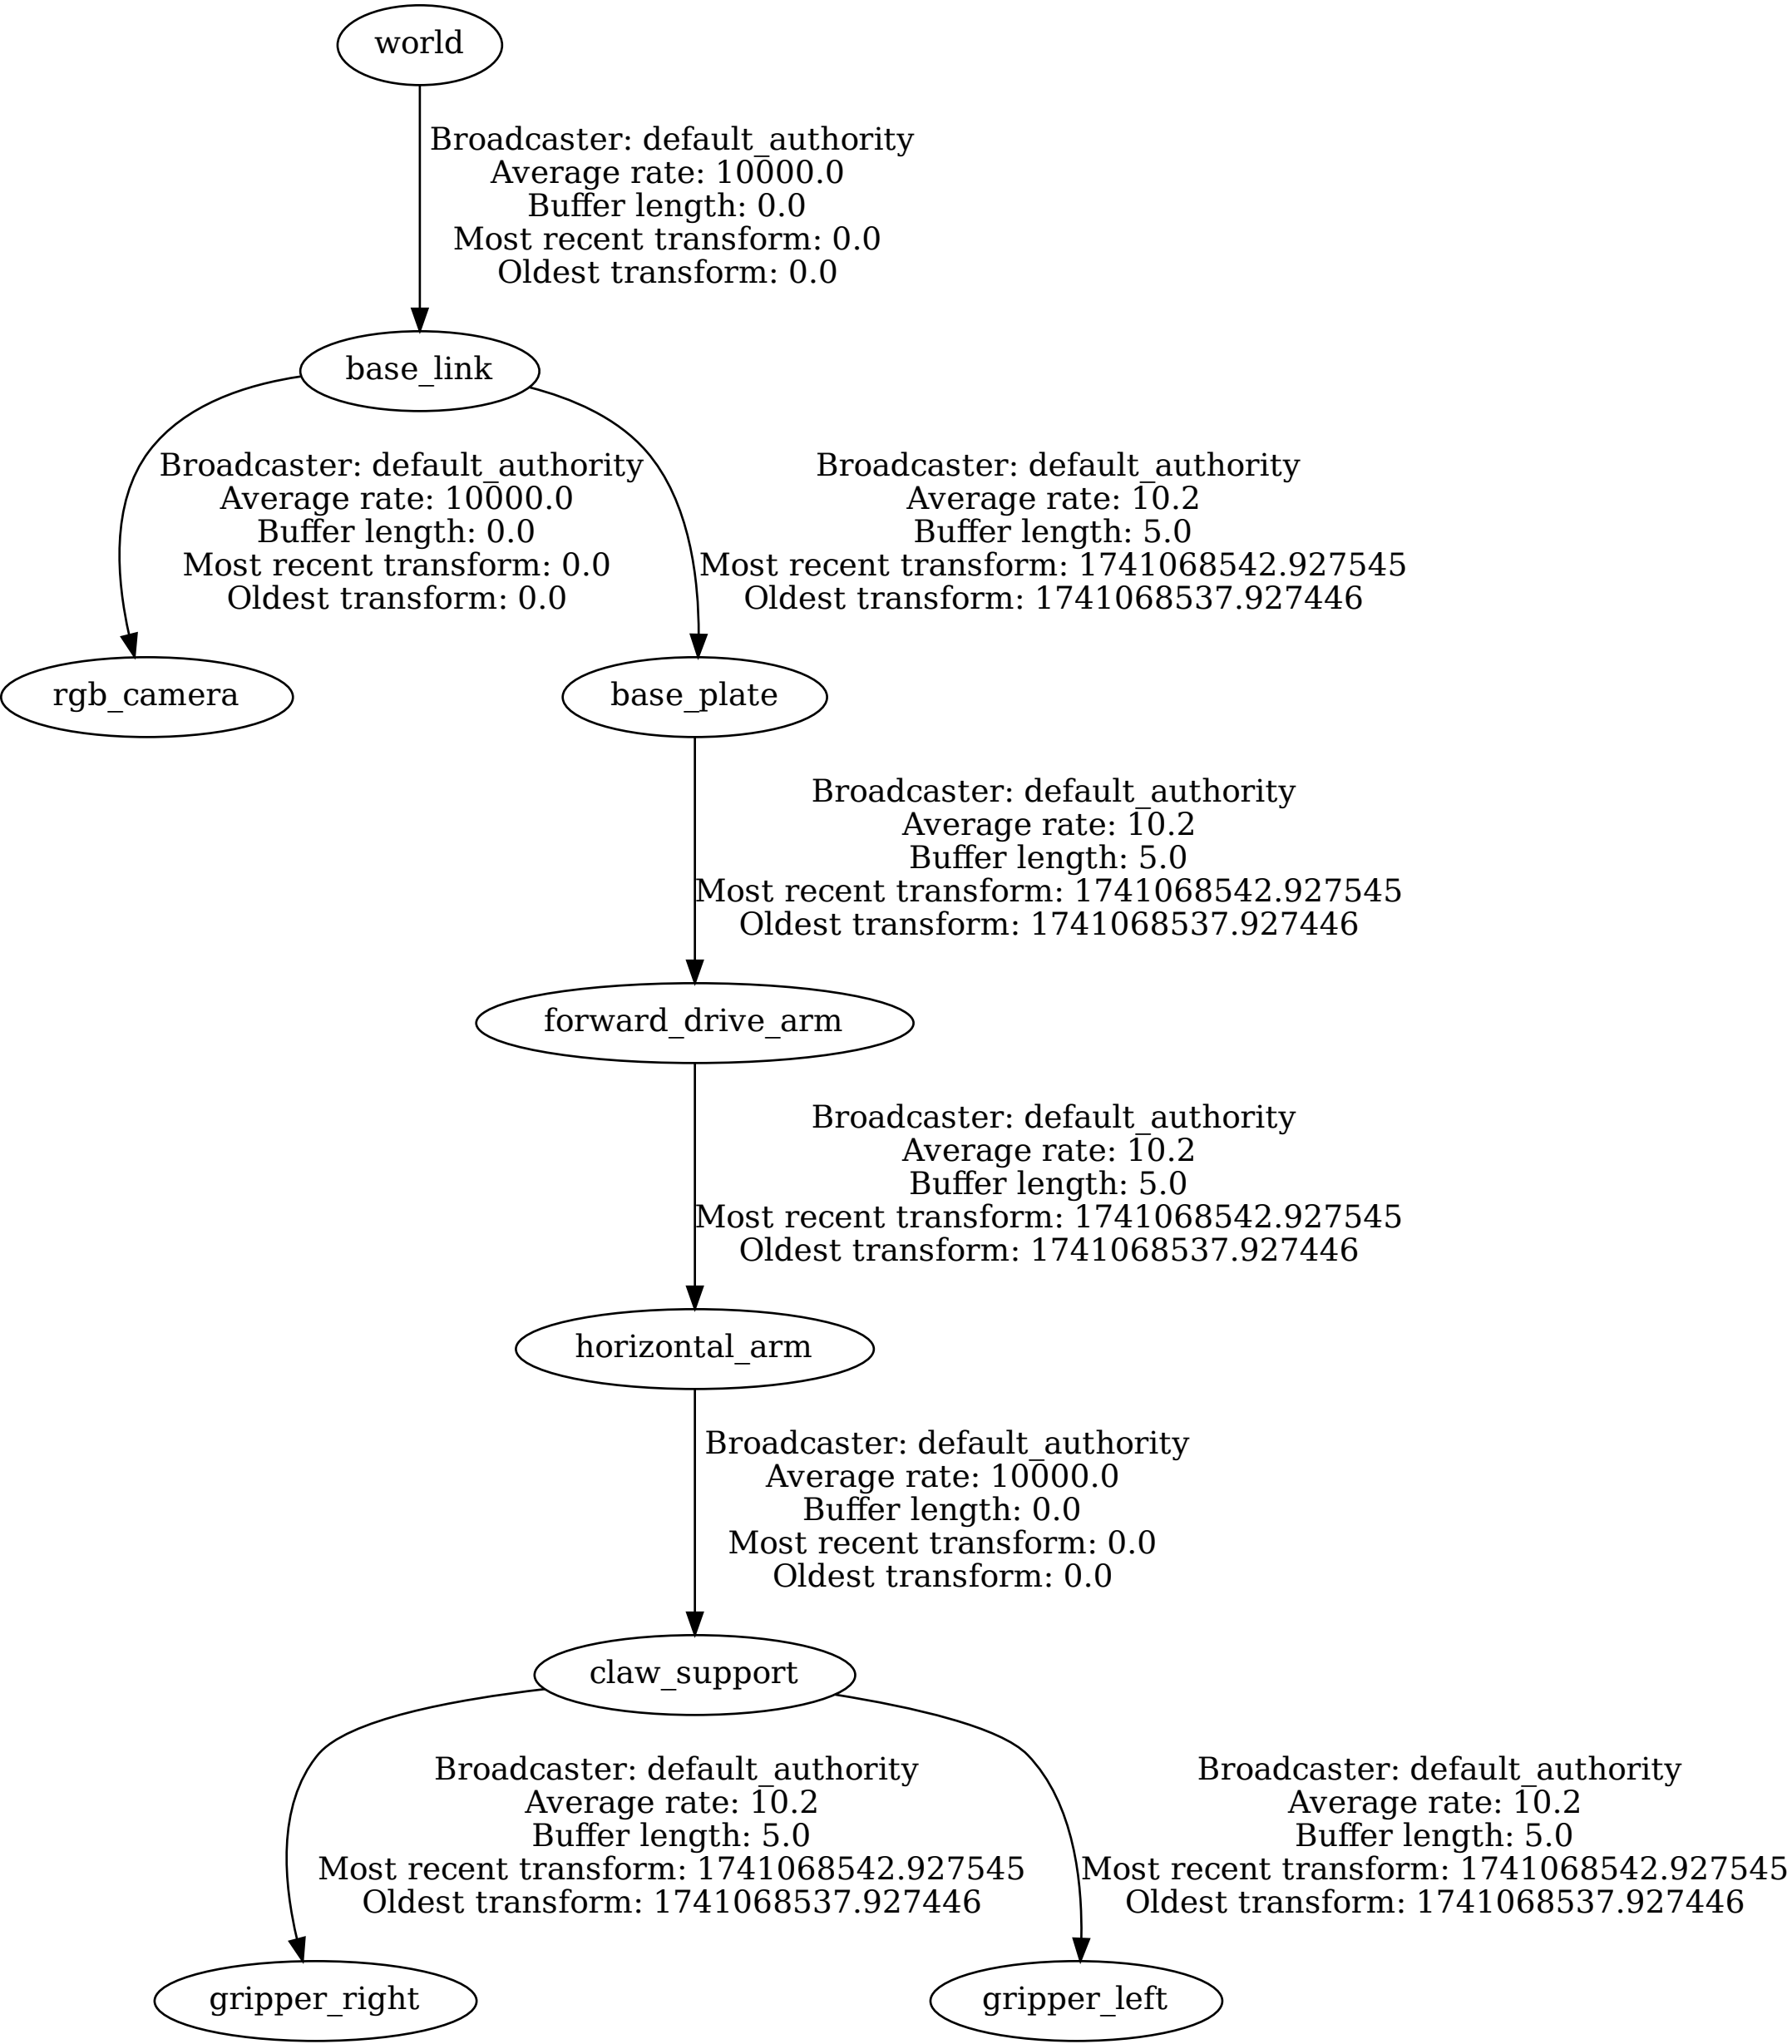 world
Broadcaster: default_authority
Average rate: 10000.0
Buffer length: 0.0
Most recent transform: 0.0
Oldest transform: 0.0
base_link
Broadcaster: default_authority
Average rate: 10000.0
Buffer length: 0.0
Most recent transform: 0.0
Oldest transform: 0.0
Broadcaster: default_authority
Average rate: 10.2
Buffer length: 5.0
Most recent transform: 1741068542.927545
Oldest transform: 1741068537.927446
rgb_camera
base_plate
Broadcaster: default_authority
Average rate: 10.2
Buffer length: 5.0
Most recent transform: 1741068542.927545
Oldest transform: 1741068537.927446
forward_drive_arm
Broadcaster: default_authority
Average rate: 10.2
Buffer length: 5.0
Most recent transform: 1741068542.927545
Oldest transform: 1741068537.927446
horizontal_arm
Broadcaster: default_authority
Average rate: 10000.0
Buffer length: 0.0
Most recent transform: 0.0
Oldest transform: 0.0
claw_support
Broadcaster: default_authority
Average rate: 10.2
Buffer length: 5.0
Most recent transform: 1741068542.927545
Oldest transform: 1741068537.927446
Broadcaster: default_authority
Average rate: 10.2
Buffer length: 5.0
Most recent transform: 1741068542.927545
Oldest transform: 1741068537.927446
gripper_right
gripper_left